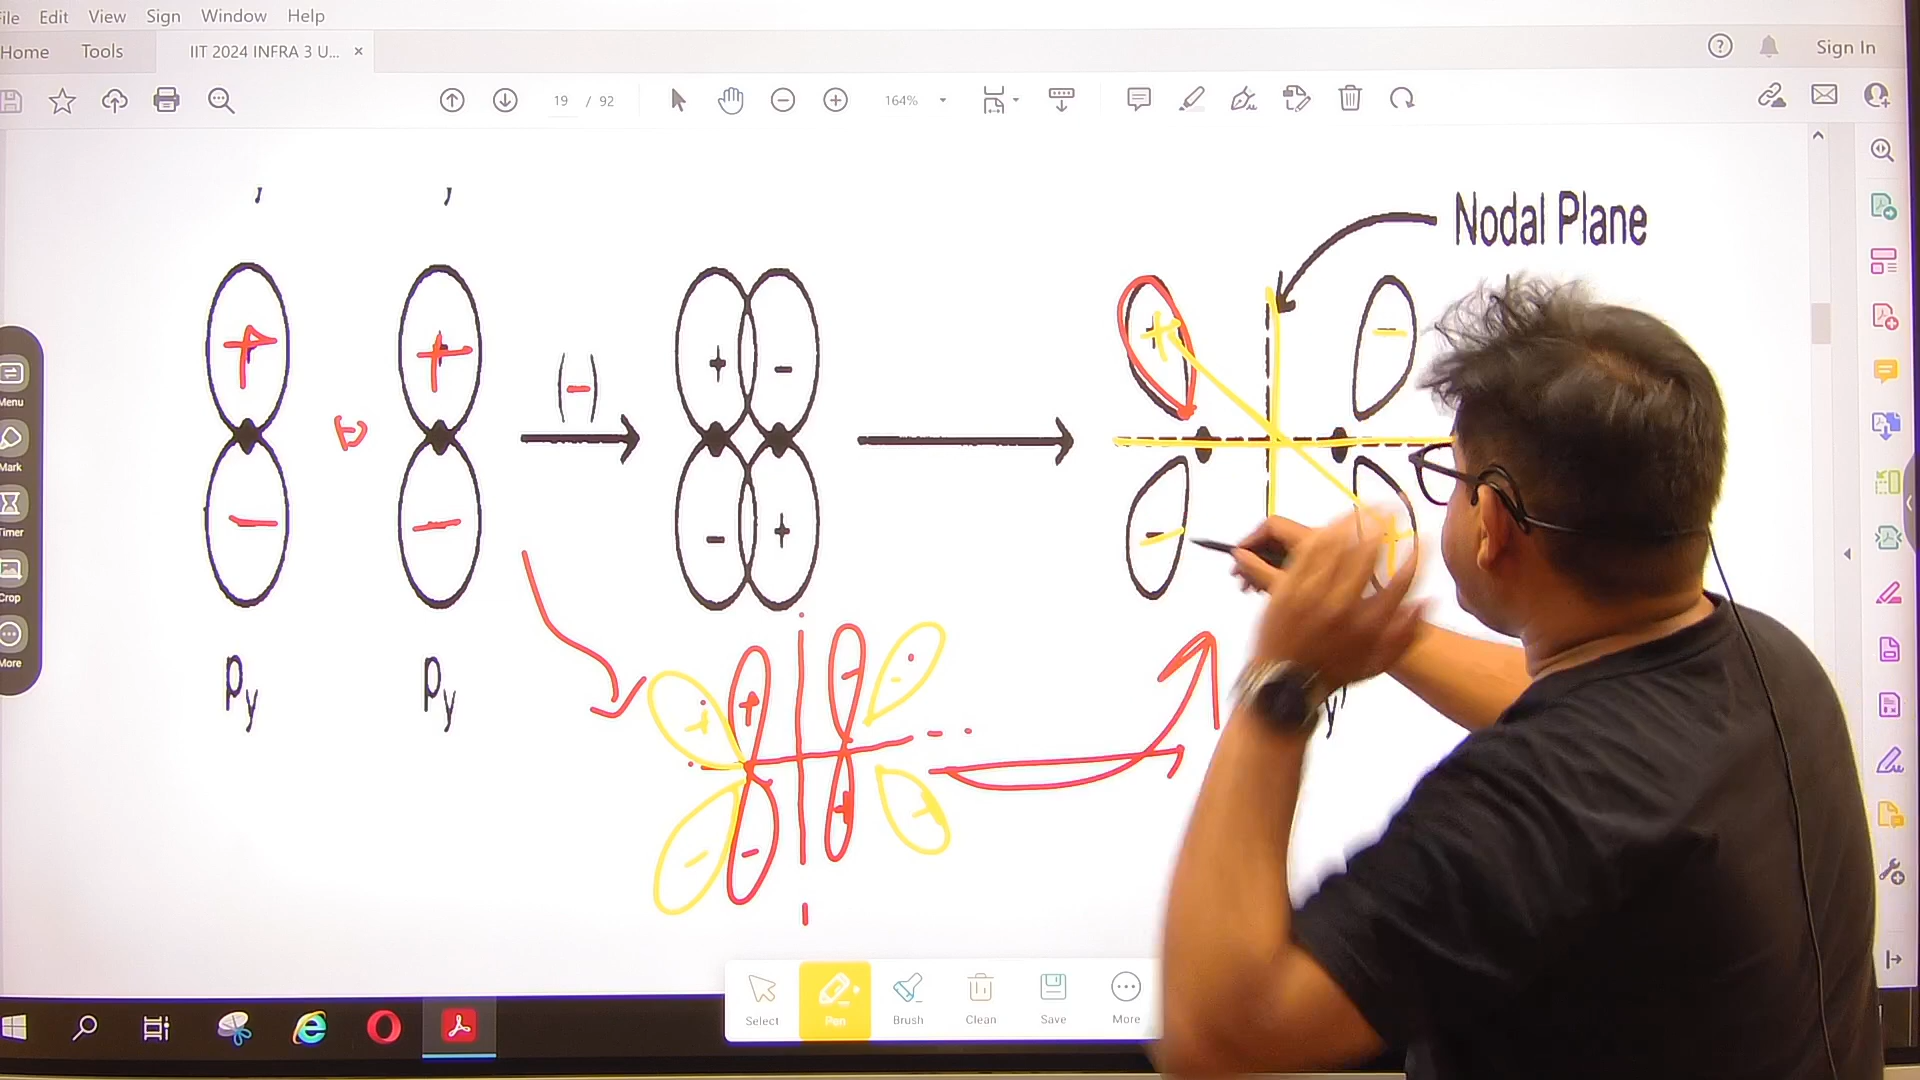 File Edit View Sign Window Help
Home Tools IIT 2024 INFRA 3 U... × Sign In
19 / 92 164%
Nodal Plane
+ + (-) + - + -
- - - + - +
Menu
Mark
Timer
Crop
More
Py Py
+ + - -
- - + +
Select Pen Brush Clean Save More